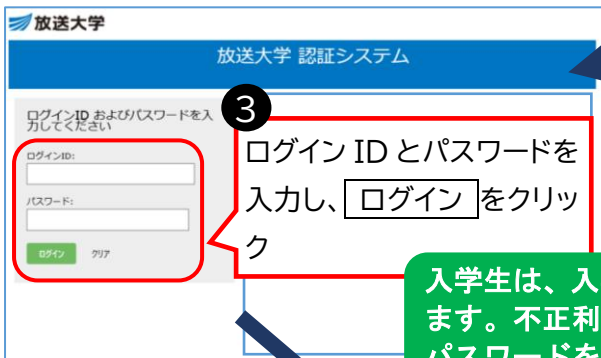 放送大学
放送大学 認証システム
ログインID およびパスワードを入
力してください
ログインID:
パスワード:
ログイン クリア
3
ログイン ID とパスワードを
入力し、 ログイン をクリッ
ク
入学生は、入
ます。不正利
パスワードを